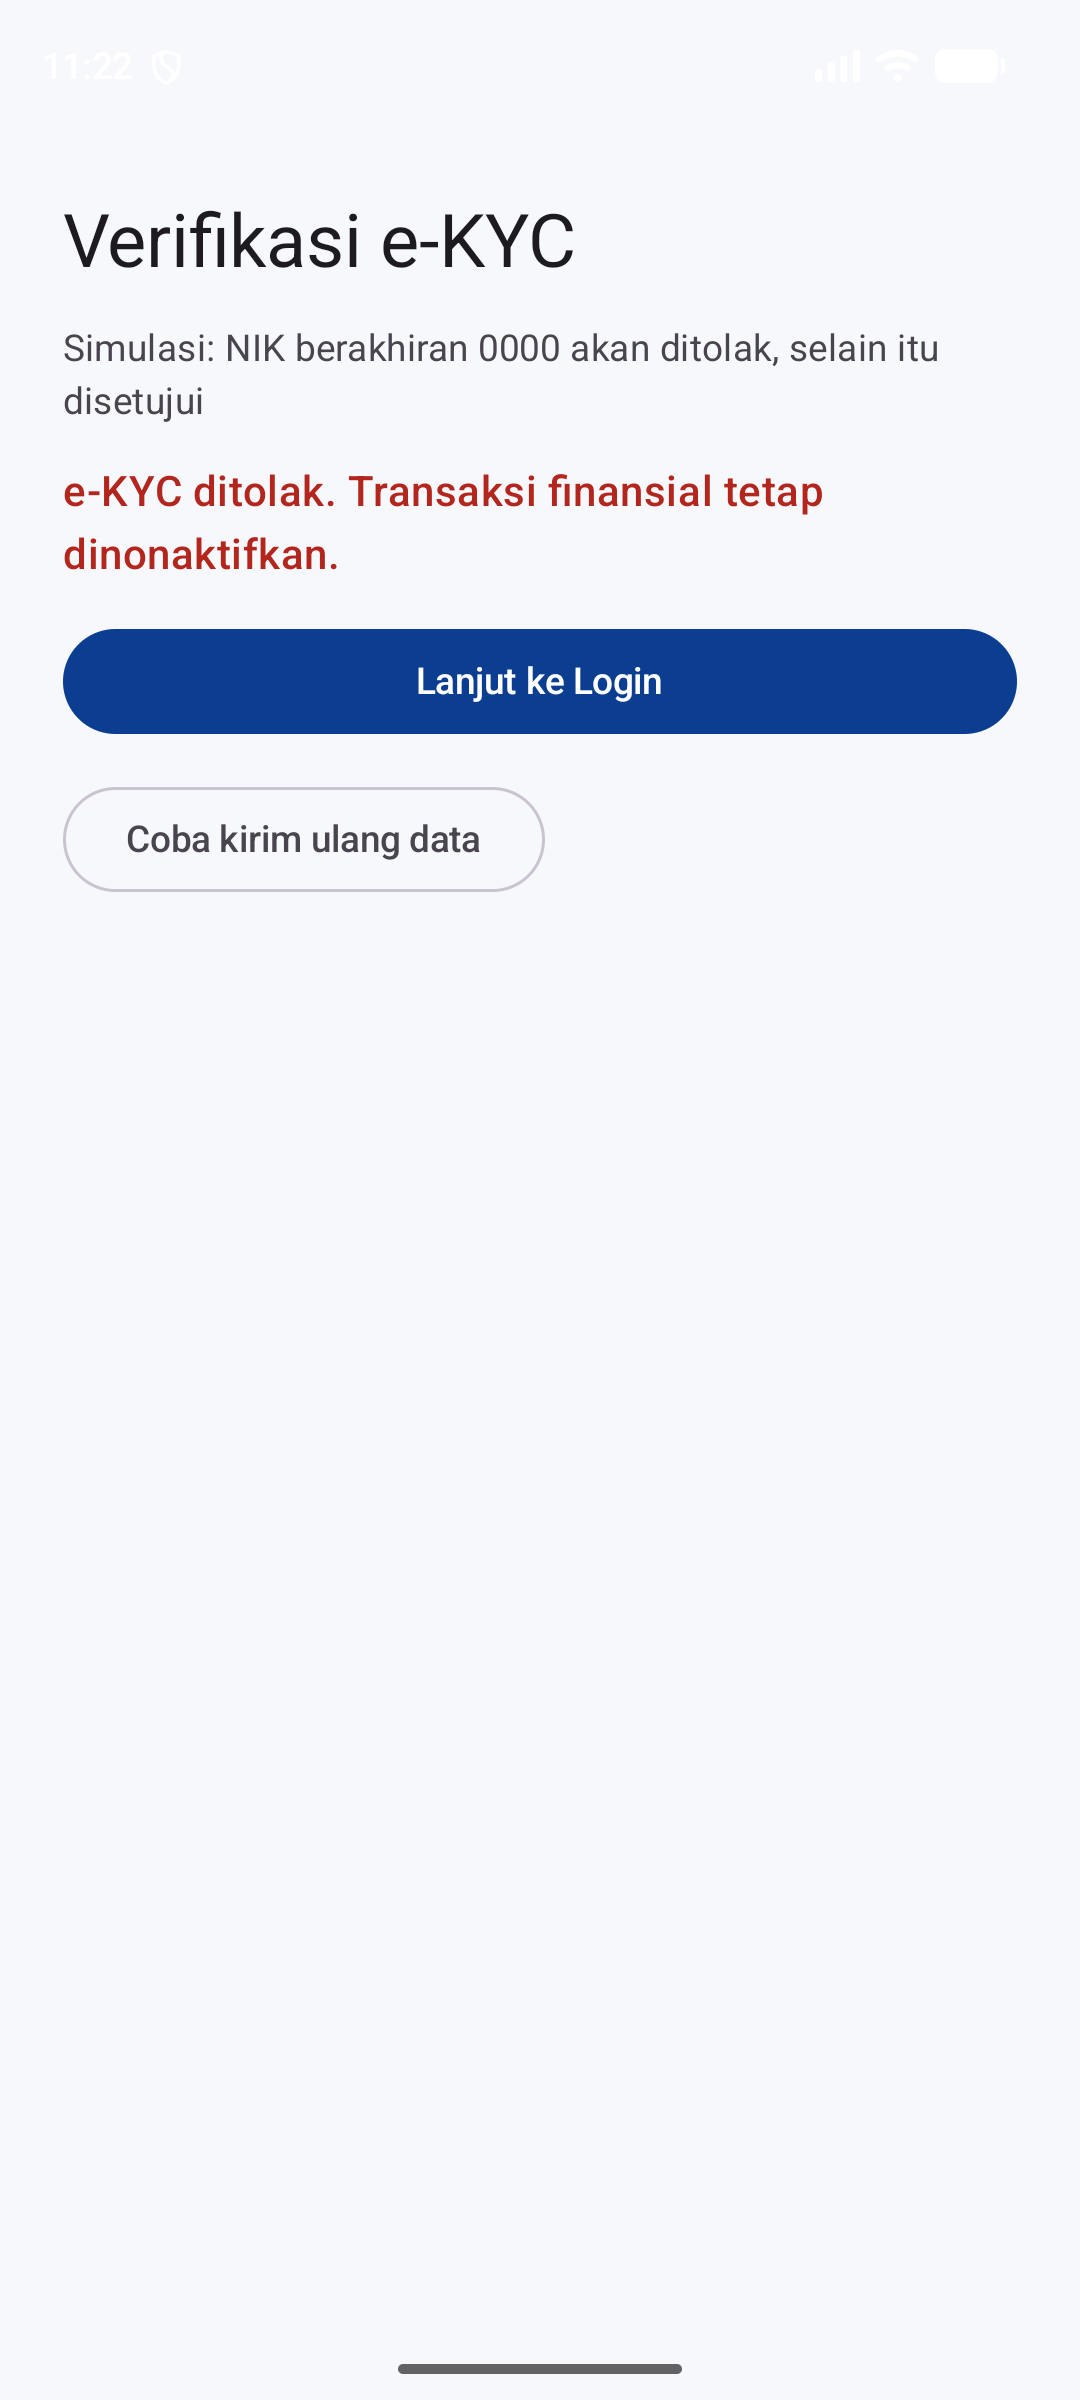 11:22
Verifikasi e-KYC
Simulasi: NIK berakhiran 0000 akan ditolak, selain itu
disetujui
e-KYC ditolak. Transaksi finansial tetap
dinonaktifkan.
Lanjut ke Login
Coba kirim ulang data